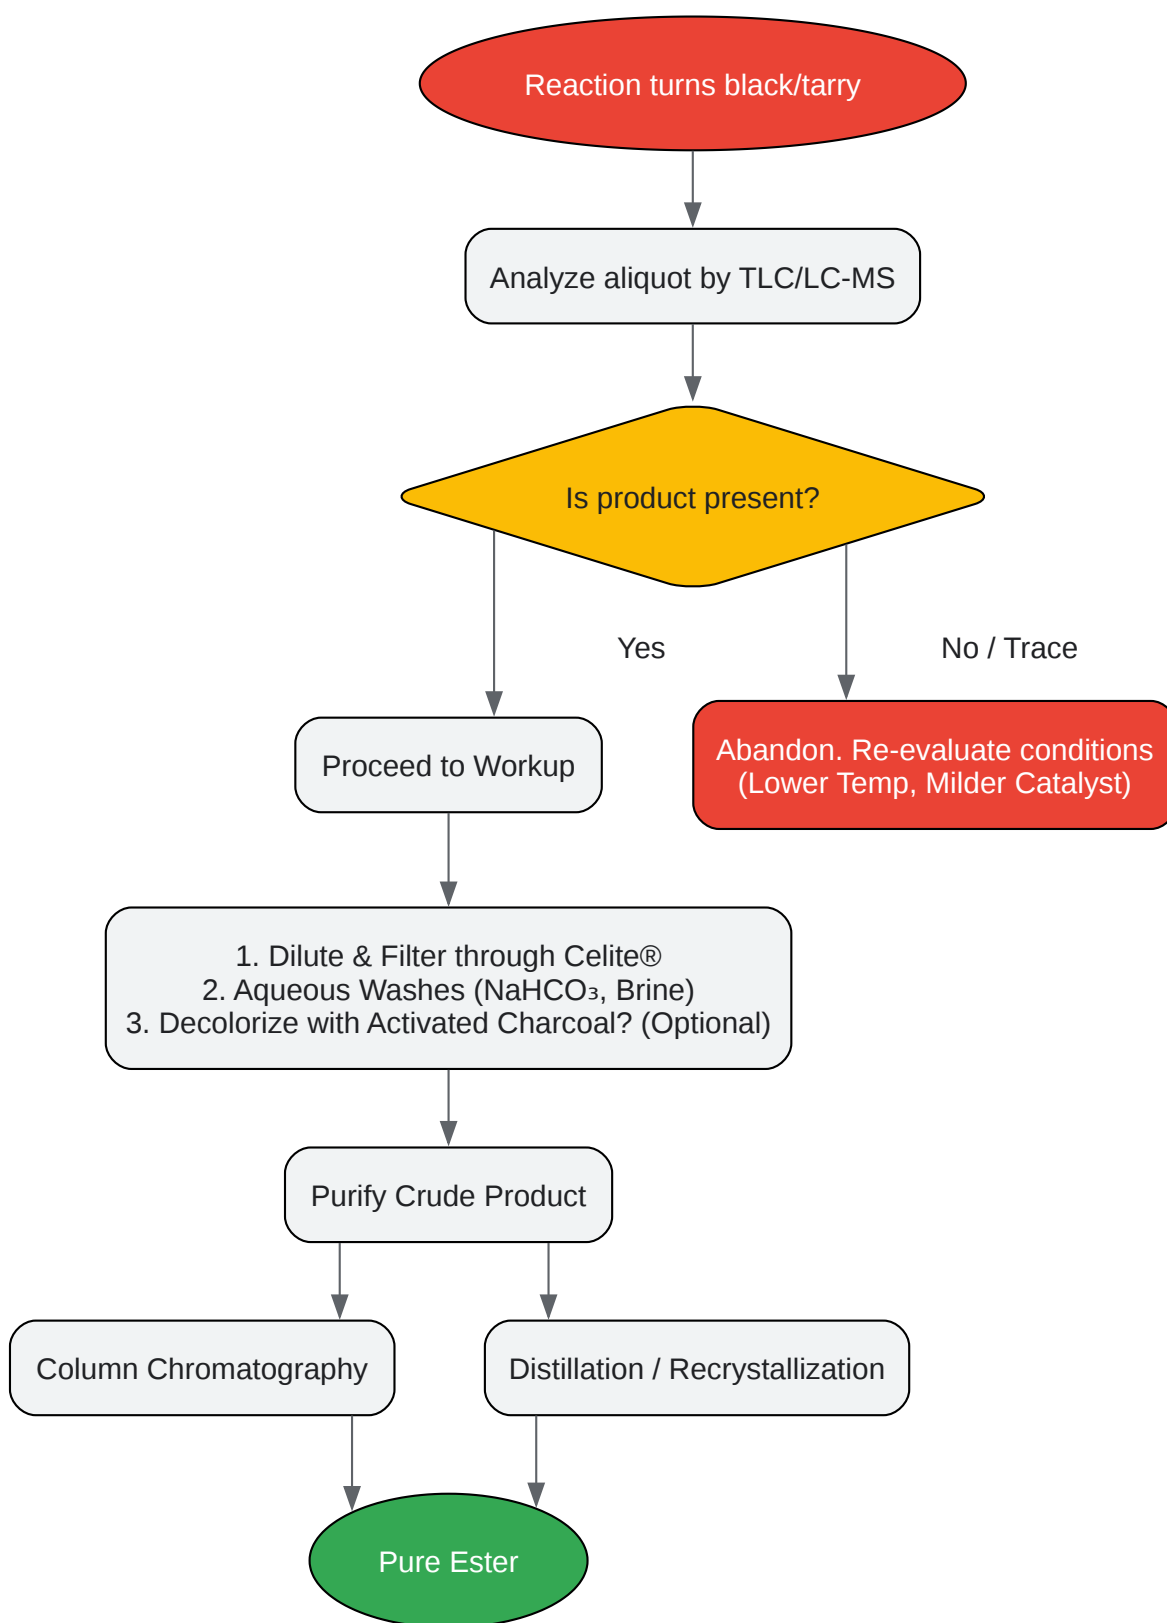 Reaction turns black/tarry
Analyze aliquot by TLC/LC-MS
Is product present?
Yes
No / Trace
Proceed to Workup
Abandon. Re-evaluate conditions
(Lower Temp, Milder Catalyst)
1. Dilute & Filter through Celite®
2. Aqueous Washes (NaHCO₃, Brine)
3. Decolorize with Activated Charcoal? (Optional)
Purify Crude Product
Column Chromatography
Distillation / Recrystallization
Pure Ester